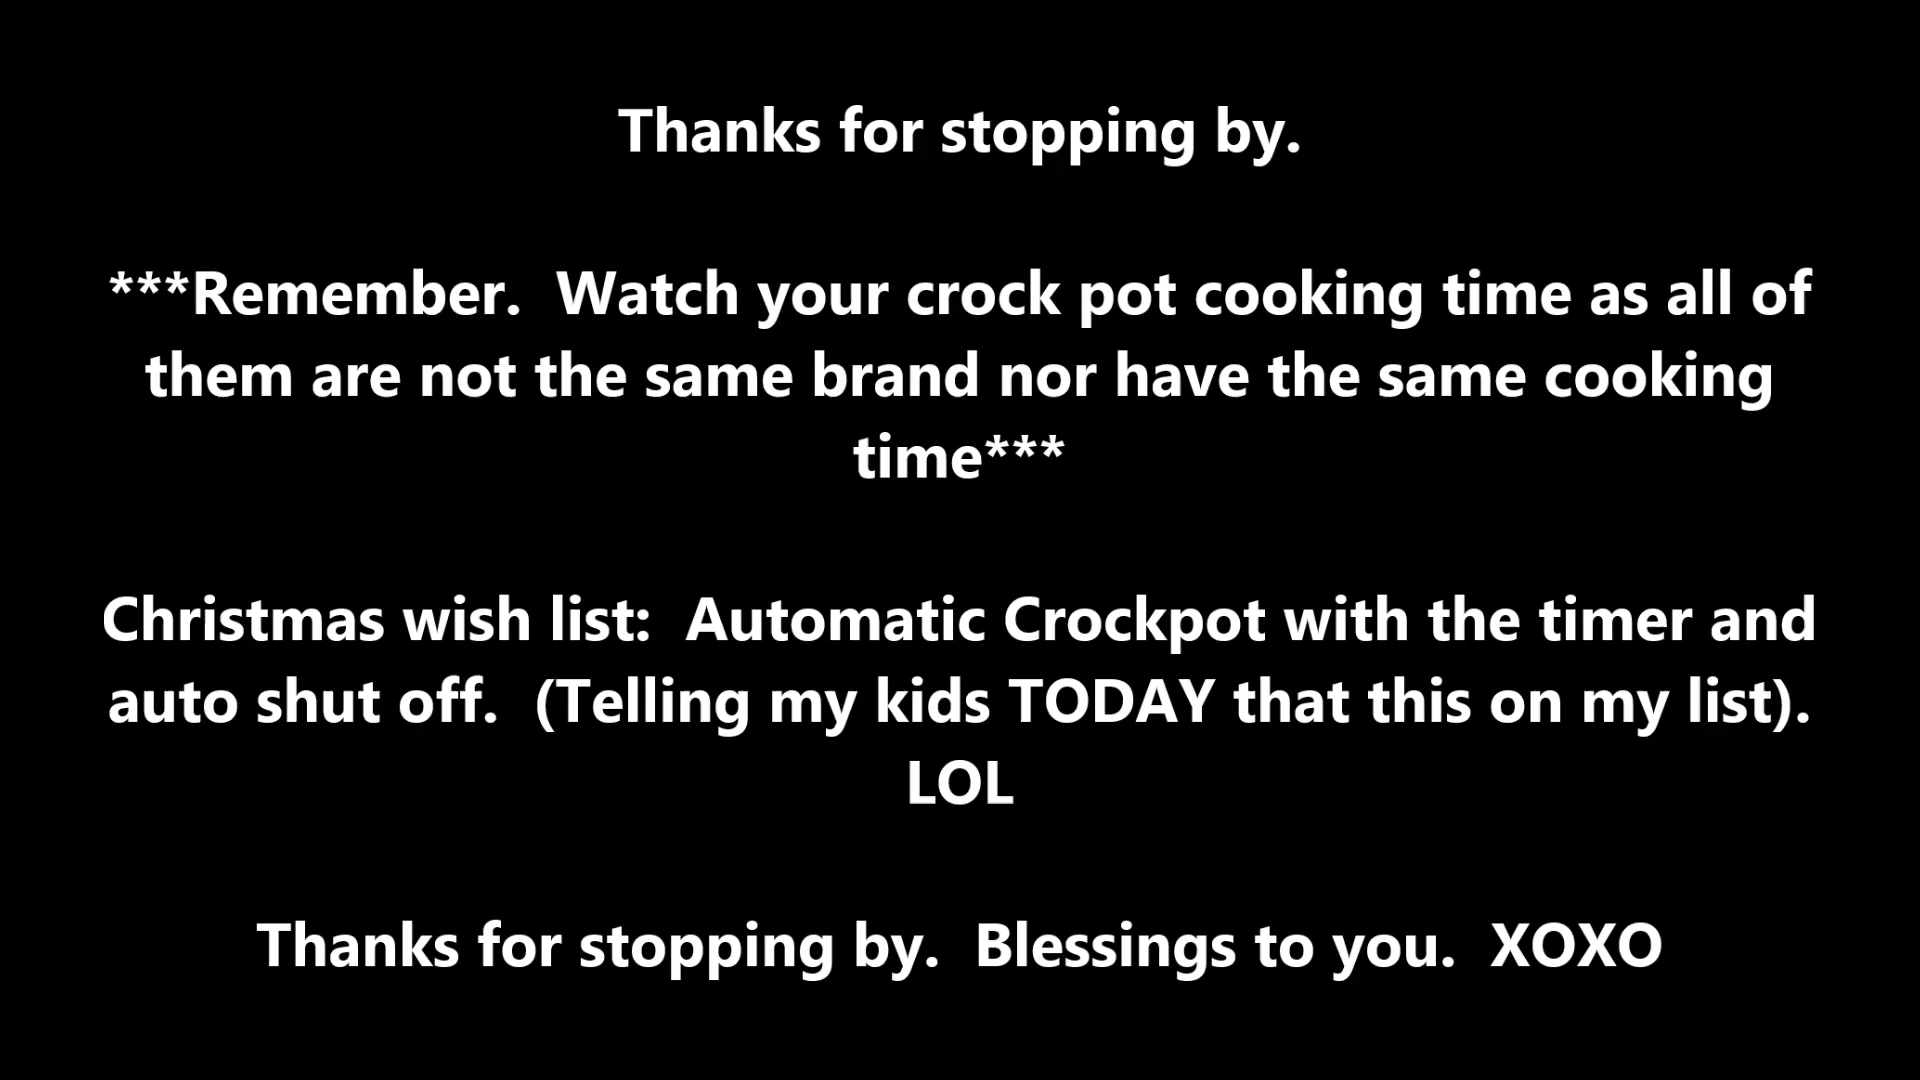 Thanks for stopping by.
***Remember.  Watch your crock pot cooking time as all of
them are not the same brand nor have the same cooking
time***
Christmas wish list:  Automatic Crockpot with the timer and
auto shut off.  (Telling my kids TODAY that this on my list).
LOL
Thanks for stopping by.  Blessings to you.  XOXO